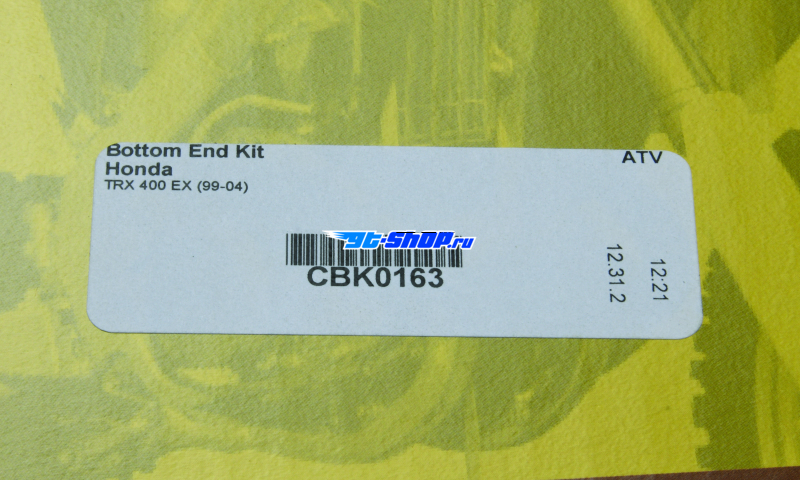 Bottom End Kit
ATV
Honda
TRX 400 EX (99-04)
gt-shop.ru
CBK0163
12.31.2
12:21